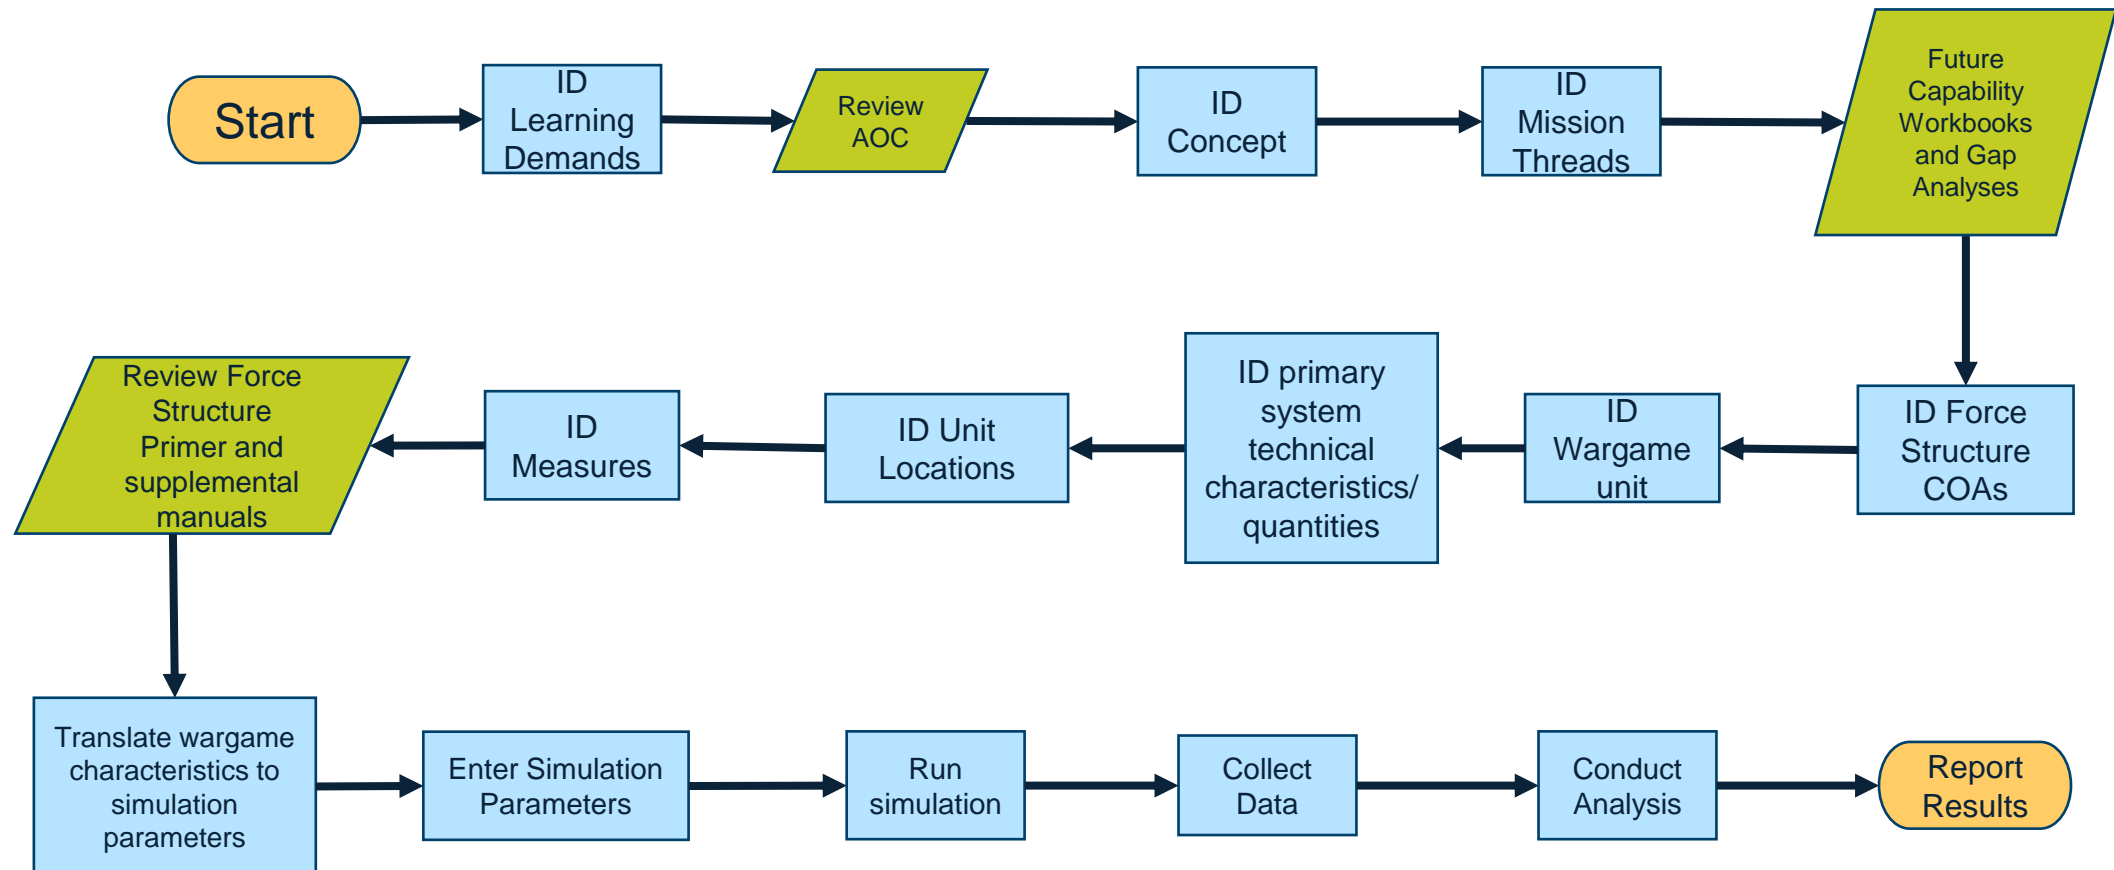 Start
ID
Learning
Demands
Review
AOC
ID
Concept
ID
Mission
Threads
Future
Capability
Workbooks
and Gap
Analyses
ID Force
Structure
COAs
ID
Wargame
unit
ID primary
system
technical
characteristics/
quantities
ID Unit
Locations
ID
Measures
Review Force
Structure
Primer and
supplemental
manuals
Translate wargame
characteristics to
simulation
parameters
Enter Simulation
Parameters
Run
simulation
Collect
Data
Conduct
Analysis
Report
Results